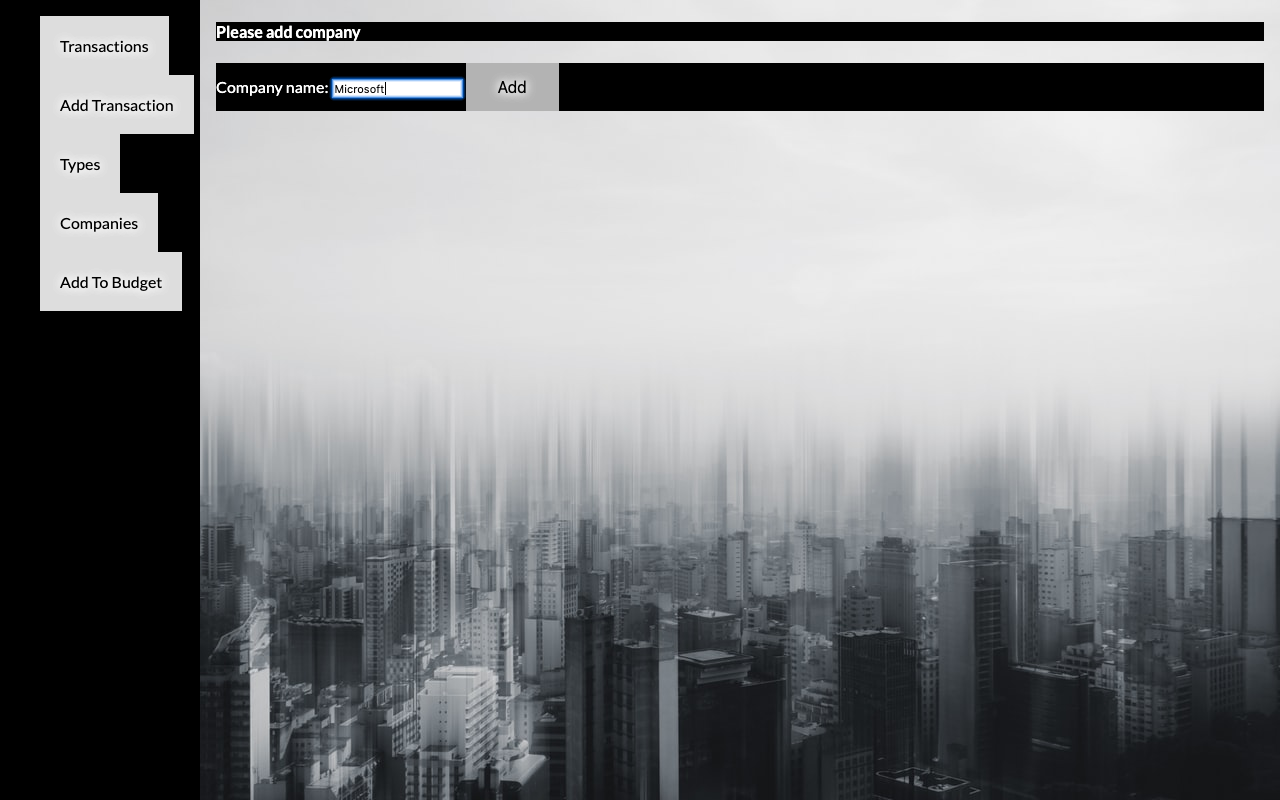 Transactions
Add Transaction
Types
Companies
Add To Budget
Please add company
Company name: Microsoft Add